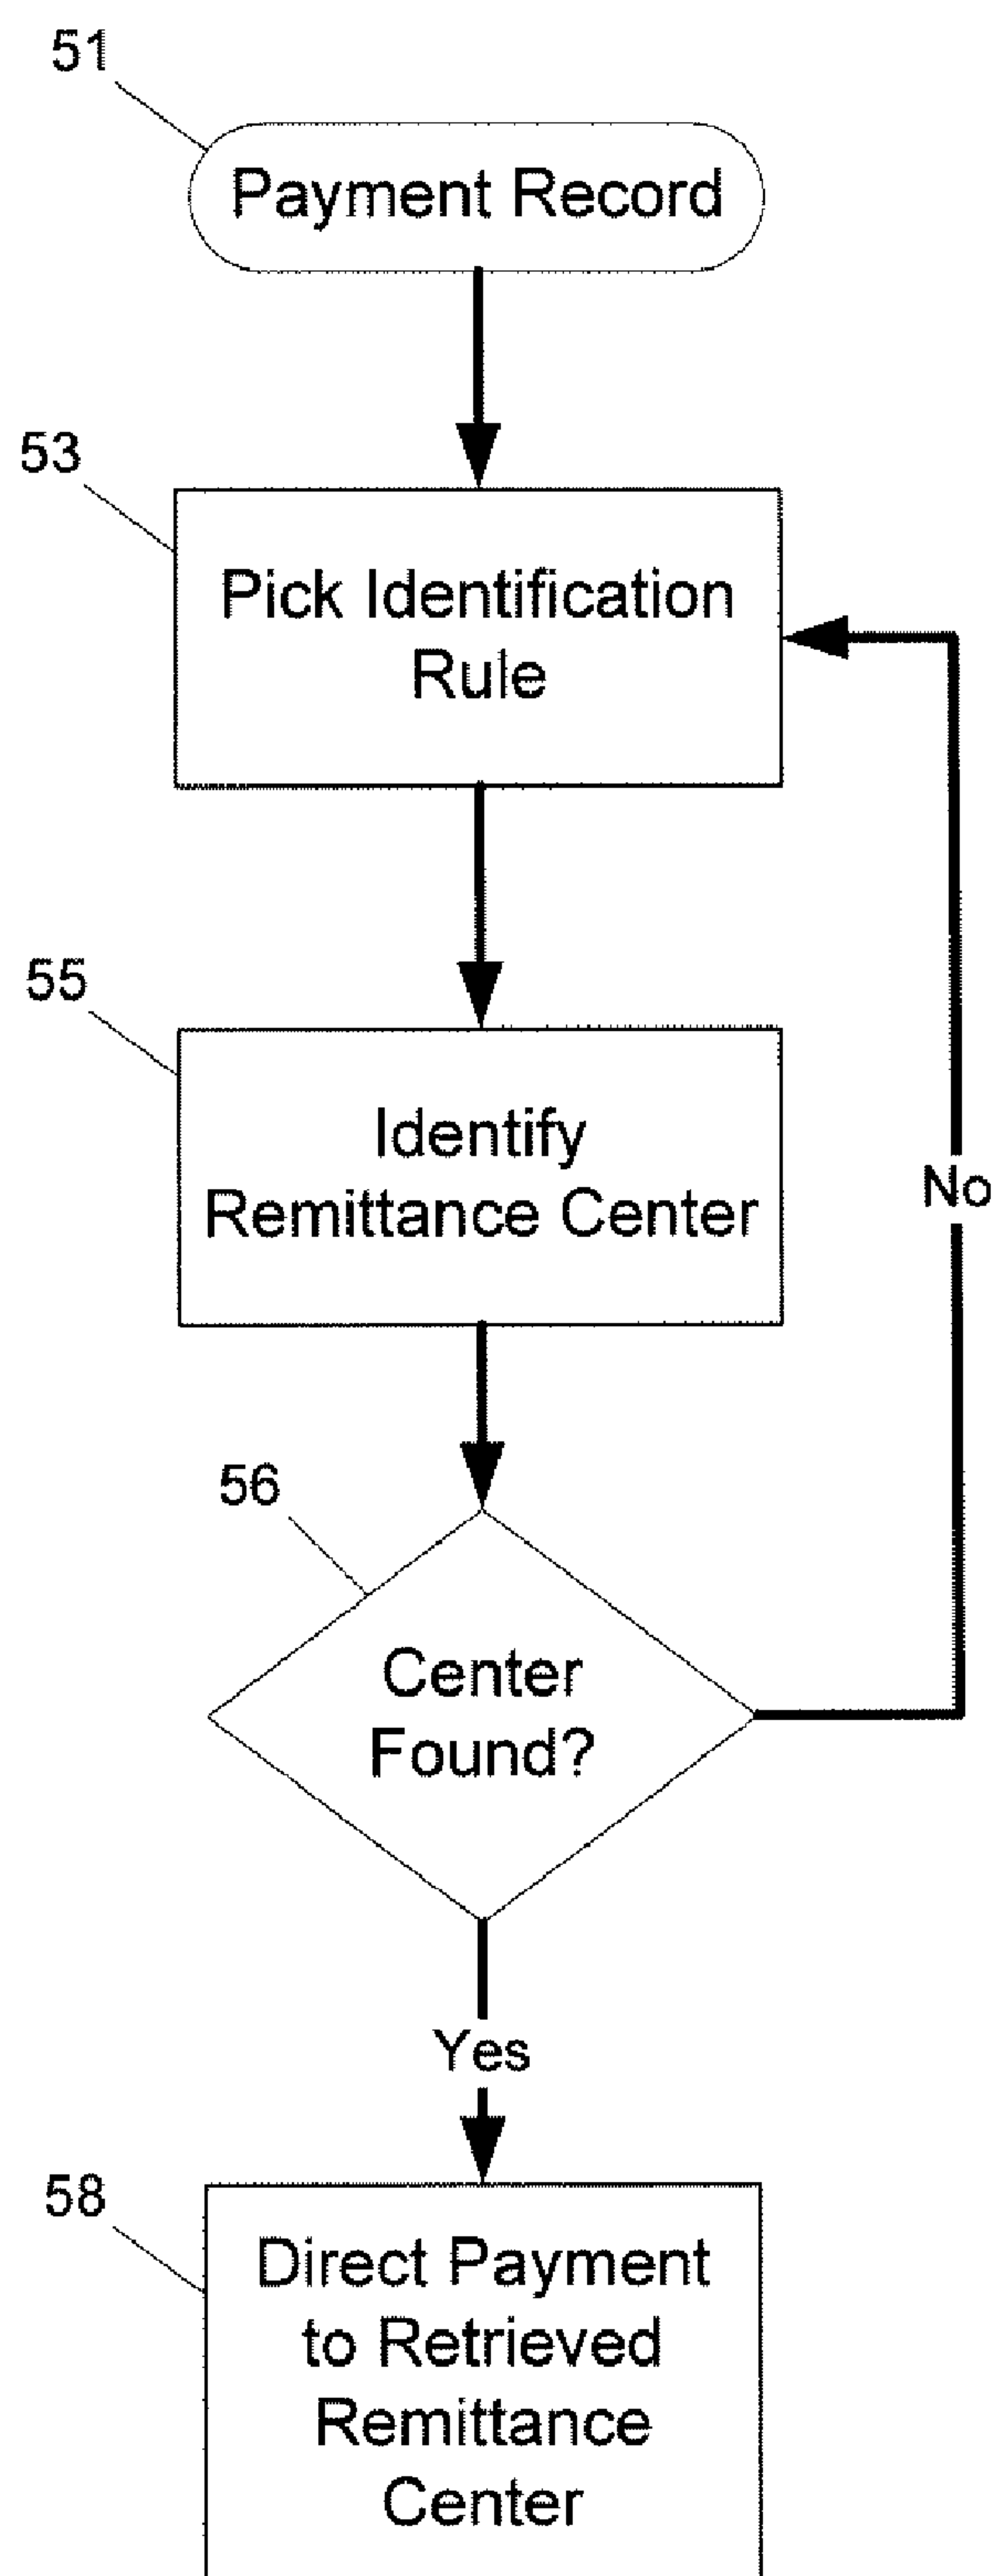 51
Payment Record
53
Pick Identification
Rule
55
Identify
Remittance Center
No
56
Center
Found?
Yes
58
Direct Payment
to Retrieved
Remittance
Center